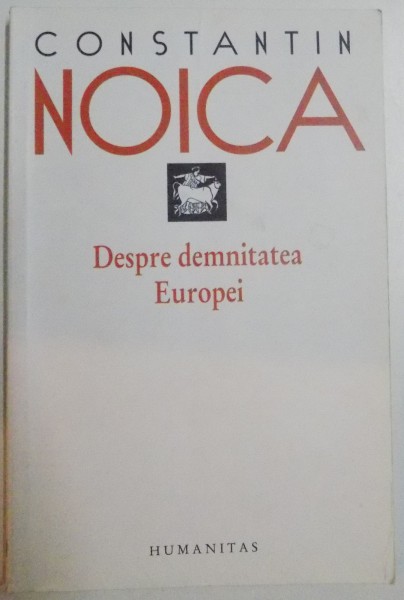 CONSTANTIN
NOICA
Despre demnitatea
Europei
HUMANITAS